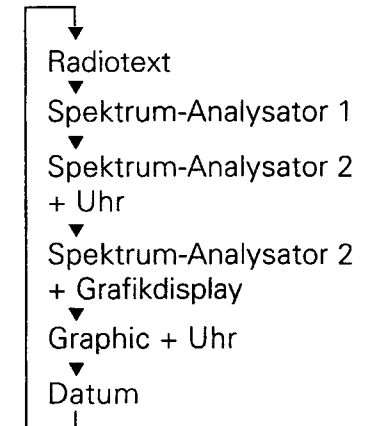 Radiotext
Spektrum-Analysator 1
Spektrum-Analysator 2
+ Uhr
Spektrum-Analysator 2
+ Grafikdisplay
Graphic + Uhr
Datum